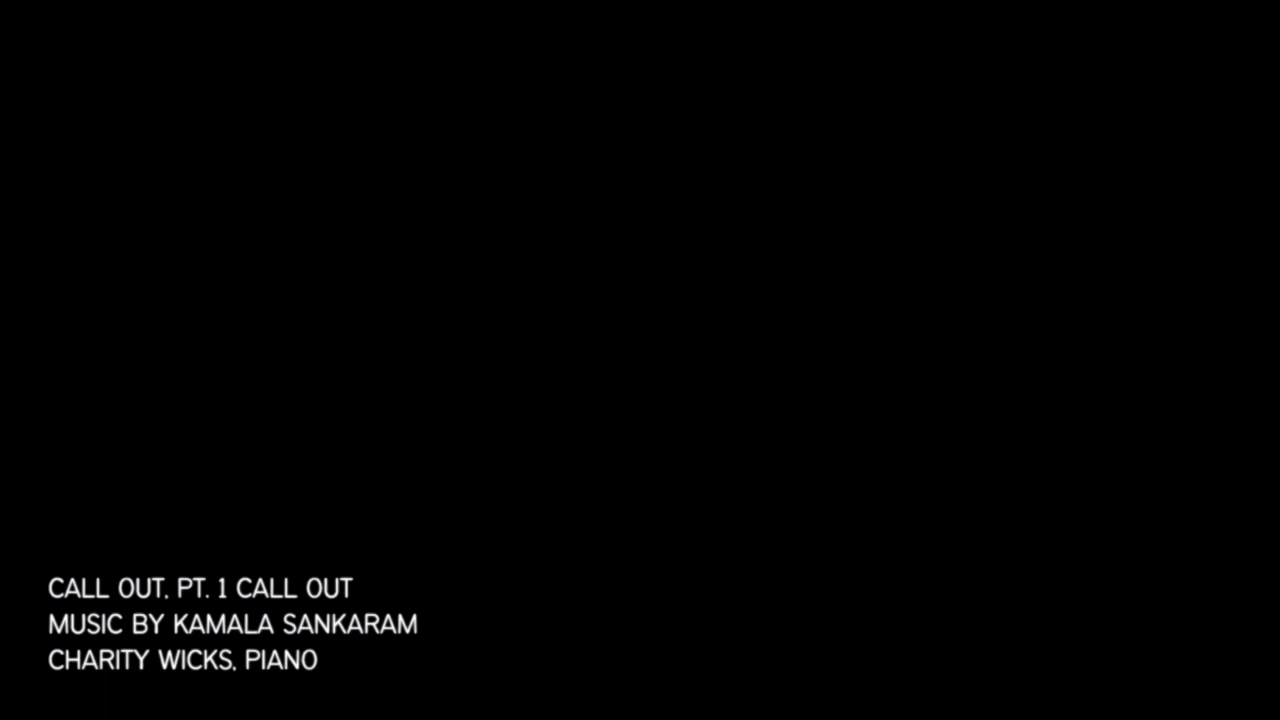 CALL OUT, PT. 1 CALL OUT
MUSIC BY KAMALA SANKARAM
CHARITY WICKS, PIANO